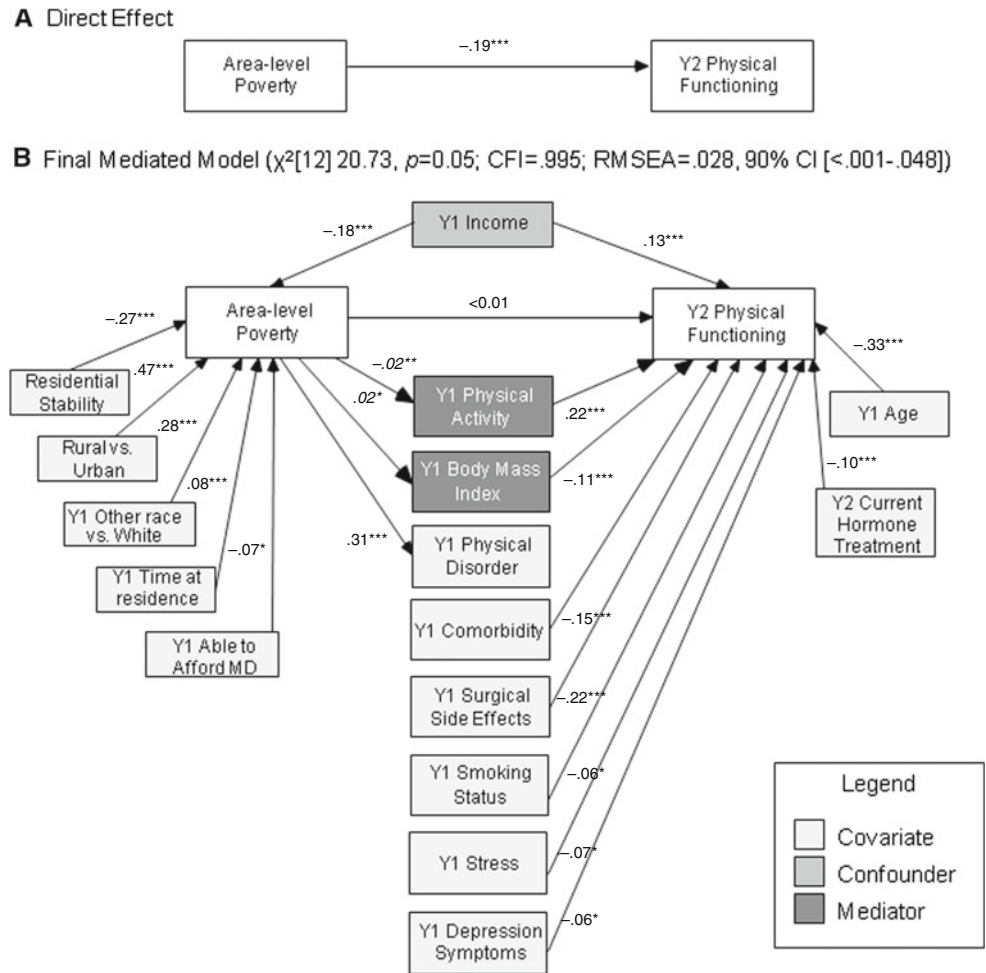 A Direct Effect
Area-level
Poverty
–.19***
Y2 Physical
Functioning
B Final Mediated Model (χ²[12] 20.73, p=0.05; CFI=.995; RMSEA=.028, 90% CI [<.001-.048])
Y1 Income
–.18***
.13***
Area-level
Poverty
<0.01
Y2 Physical
Functioning
–.27***
–.33***
Residential
Stability
.47***
–.02**
Y1 Physical
Activity
.22***
Y1 Age
.02*
Rural vs.
Urban
.28***
Y1 Body Mass
Index
–.11***
–.10***
.08***
Y1 Other race
vs. White
Y2 Current
Hormone
Treatment
.31***
Y1 Physical
Disorder
–.07*
Y1 Time at
residence
Y1 Comorbidity
–.15***
Y1 Able to
Afford MD
Y1 Surgical
Side Effects
–.22***
Y1 Smoking
Status
–.06*
Y1 Stress
–.07*
Y1 Depression
Symptoms
–.06*
Legend
Covariate
Confounder
Mediator